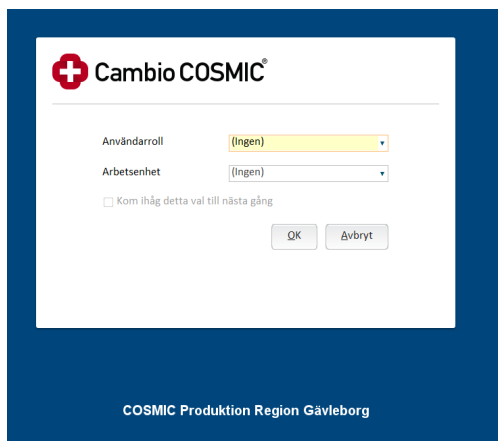 Cambio COSMIC®
Användarroll (Ingen)
Arbetsenhet (Ingen)
Kom ihåg detta val till nästa gång
OK Avbryt
COSMIC Produktion Region Gävleborg